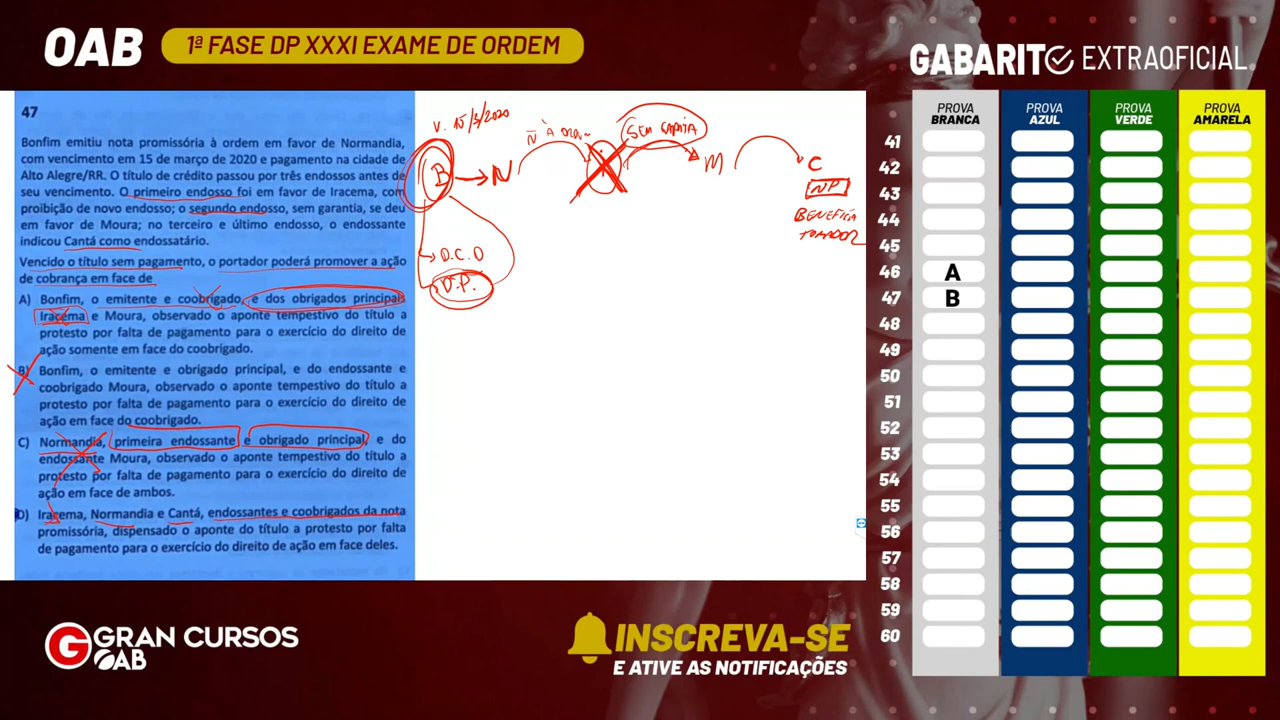 OAB
1ª FASE DP XXXI EXAME DE ORDEM
GABARITO EXTRAOFICIAL
47
Bonfim emitiu nota promissória à ordem em favor de Normandia,
com vencimento em 15 de março de 2020 e pagamento na cidade de
Alto Alegre/RR. O título de crédito passou por três endossos antes de
seu vencimento. O primeiro endosso foi em favor de Iracema, com
proibição de novo endosso; o segundo endosso, sem garantia, se deu
em favor de Moura; no terceiro e último endosso, o endossante
indicou Cantá como endossatário.
Vencido o título sem pagamento, o portador poderá promover a ação
de cobrança em face de
A) Bonfim, o emitente e coobrigado, e dos obrigados principais
Iracema e Moura, observado o aponte tempestivo do título a
protesto por falta de pagamento para o exercício do direito de
ação somente em face do coobrigado.
B) Bonfim, o emitente e obrigado principal, e do endossante e
coobrigado Moura, observado o aponte tempestivo do título a
protesto por falta de pagamento para o exercício do direito de
ação em face do coobrigado.
C) Normandia, primeira endossante e obrigado principal, e do
endossante Moura, observado o aponte tempestivo do título a
protesto por falta de pagamento para o exercício do direito de
ação em face de ambos.
D) Iracema, Normandia e Cantá, endossantes e coobrigados da nota
promissória, dispensado o aponte do título a protesto por falta
de pagamento para o exercício do direito de ação em face deles.
V. 15/3/2020
B N
À
SEM
M C
NP
D.C.O
D.P.
PROVA BRANCA
PROVA AZUL
PROVA VERDE
PROVA AMARELA
41
42
43
44
45
46 A
47 B
48
49
50
51
52
53
54
55
56
57
58
59
60
G GRAN CURSOS
OAB
INSCREVA-SE
E ATIVE AS NOTIFICAÇÕES